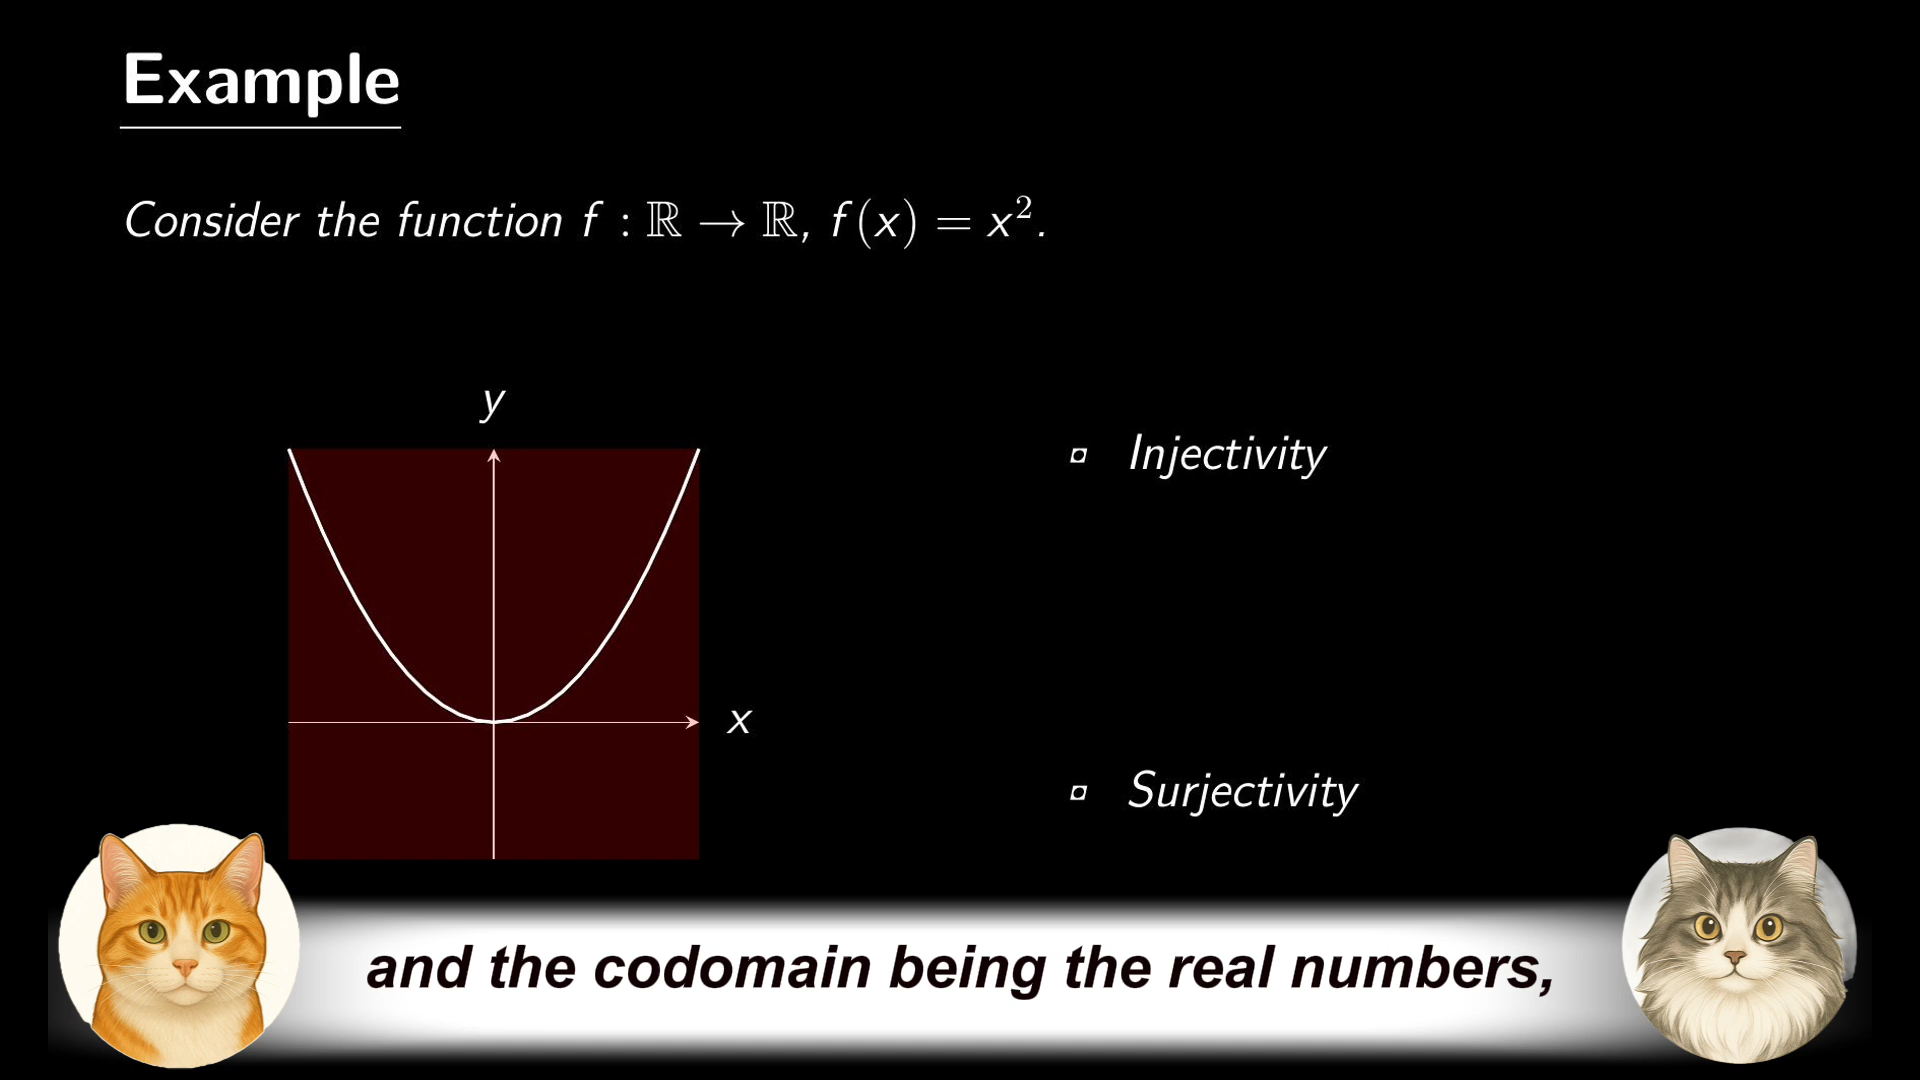 Example
Consider the function f : ℝ → ℝ, f(x) = x².
y
Injectivity
x
Surjectivity
and the codomain being the real numbers,